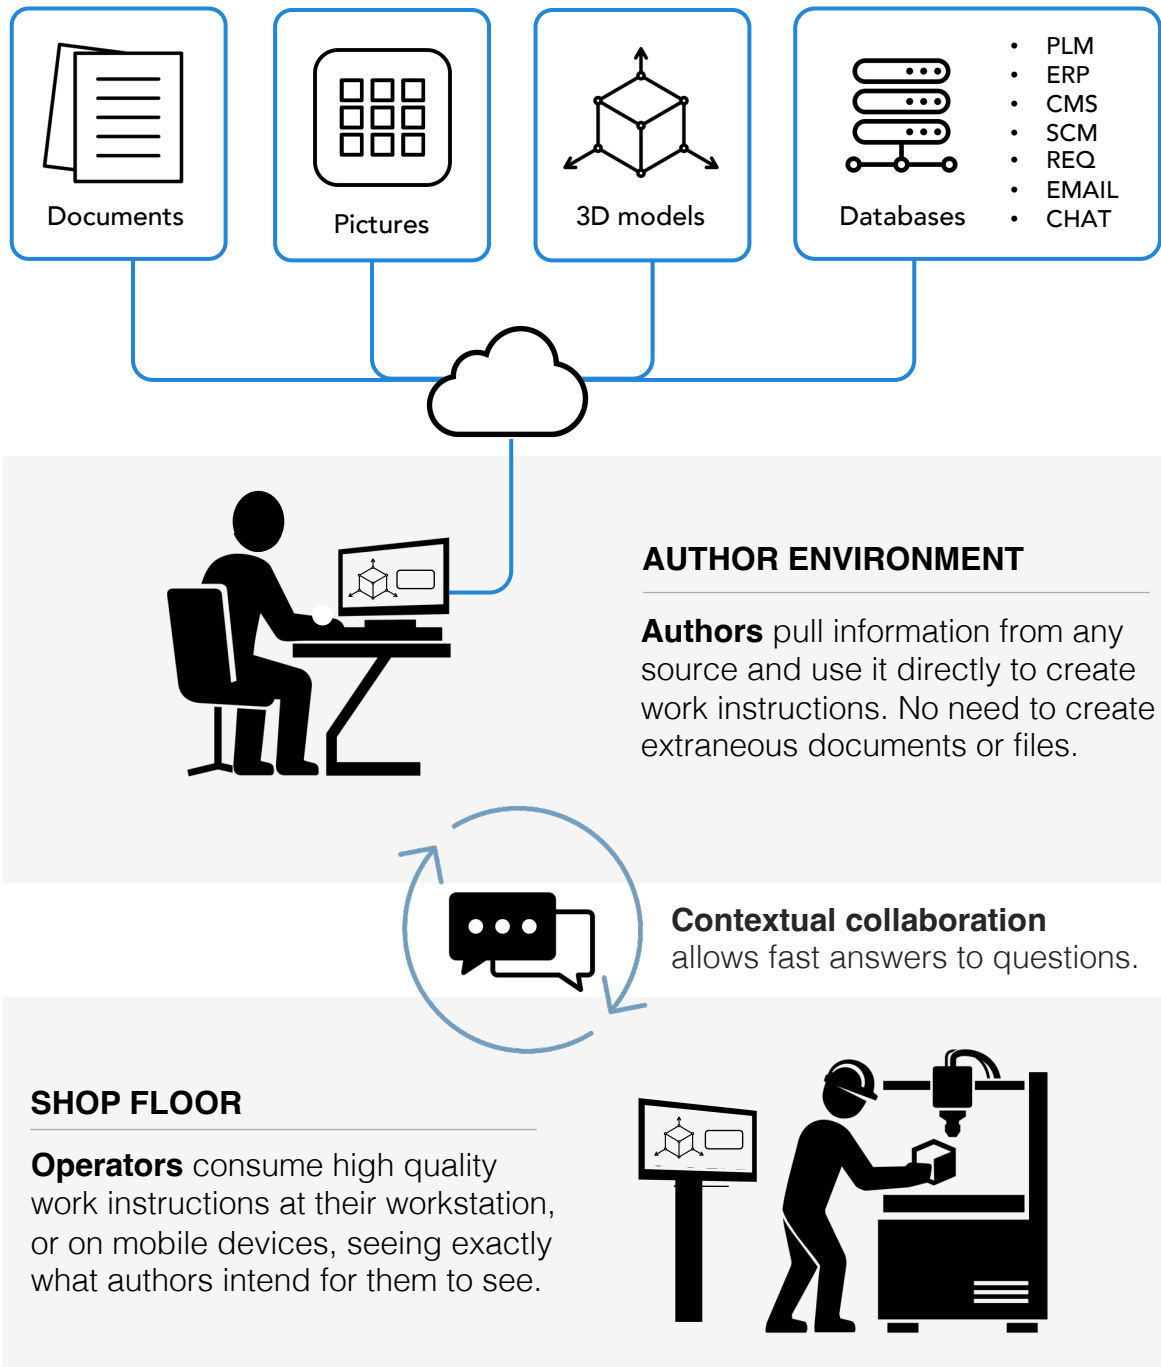 Documents
Pictures
3D models
Databases
• PLM
• ERP
• CMS
• SCM
• REQ
• EMAIL
• CHAT
AUTHOR ENVIRONMENT
Authors pull information from any
source and use it directly to create
work instructions. No need to create
extraneous documents or files.
Contextual collaboration
allows fast answers to questions.
SHOP FLOOR
Operators consume high quality
work instructions at their workstation,
or on mobile devices, seeing exactly
what authors intend for them to see.